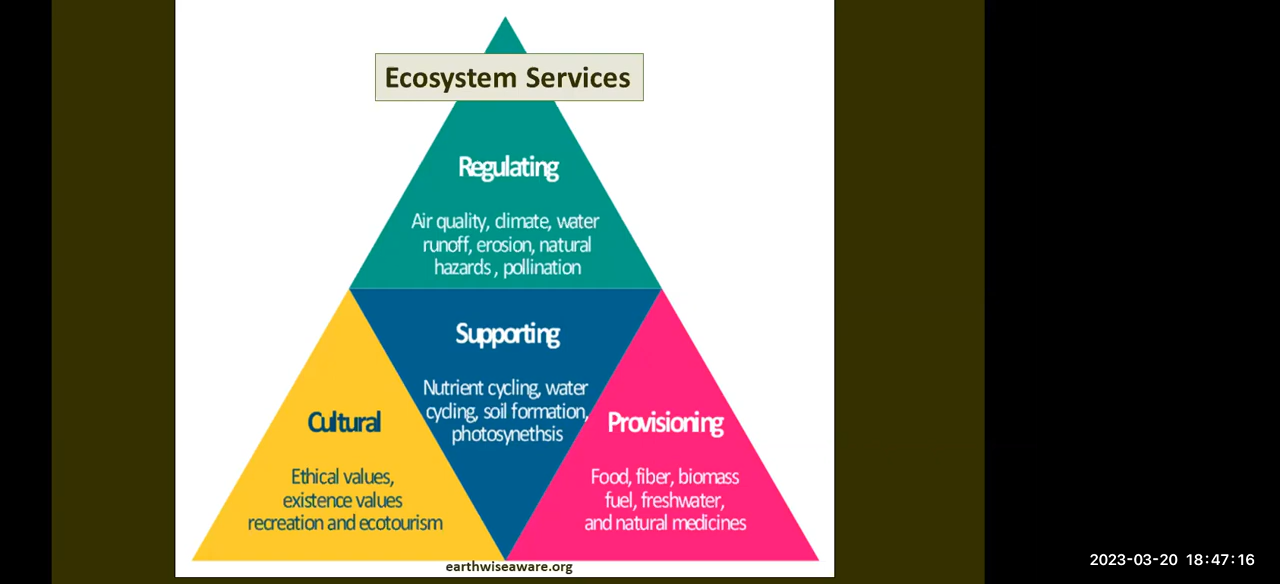 Ecosystem Services
Regulating
Air quality, climate, water
runoff, erosion, natural
hazards , pollination
Supporting
Nutrient cycling, water
cycling, soil formation,
photosynethsis
Cultural
Ethical values,
existence values
recreation and ecotourism
Provisioning
Food, fiber, biomass
fuel, freshwater,
and natural medicines
earthwiseaware.org
2023-03-20 18:47:16